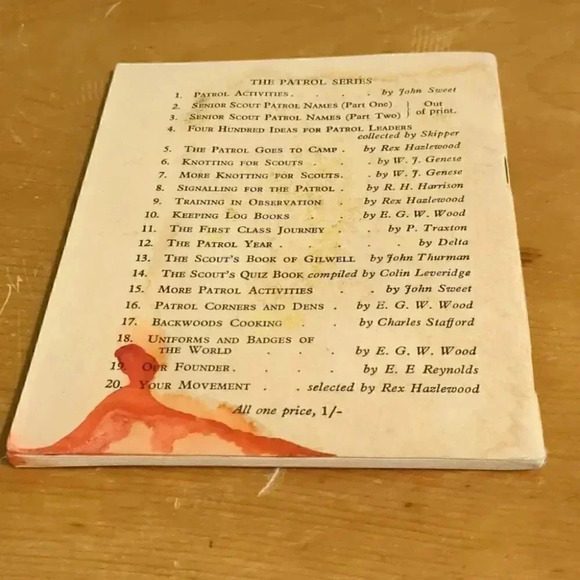 THE PATROL SERIES
1. PATROL ACTIVITIES . . . . by John Sweet
2. SENIOR SCOUT PATROL NAMES (Part One) } Out
3. SENIOR SCOUT PATROL NAMES (Part Two) } of print.
4. FOUR HUNDRED IDEAS FOR PATROL LEADERS
collected by Skipper
5. THE PATROL GOES TO CAMP . by Rex Hazlewood
6. KNOTTING FOR SCOUTS . . . by W. J. Genese
7. MORE KNOTTING FOR SCOUTS. . by W. J. Genese
8. SIGNALLING FOR THE PATROL . by R. H. Harrison
9. TRAINING IN OBSERVATION . by Rex Hazlewood
10. KEEPING LOG BOOKS . . by E. G. W. Wood
11. THE FIRST CLASS JOURNEY . . by P. Traxton
12. THE PATROL YEAR . . . . by Delta
13. THE SCOUT'S BOOK OF GILWELL by John Thurman
14. THE SCOUT'S QUIZ BOOK compiled by Colin Leveridge
15. MORE PATROL ACTIVITIES . . by John Sweet
16. PATROL CORNERS AND DENS . by E. G. W. Wood
17. BACKWOODS COOKING . . by Charles Stafford
18. UNIFORMS AND BADGES OF
THE WORLD . . . by E. G. W. Wood
19. OUR FOUNDER . . . . by E. E Reynolds
20. YOUR MOVEMENT . . selected by Rex Hazlewood
All one price, 1/-